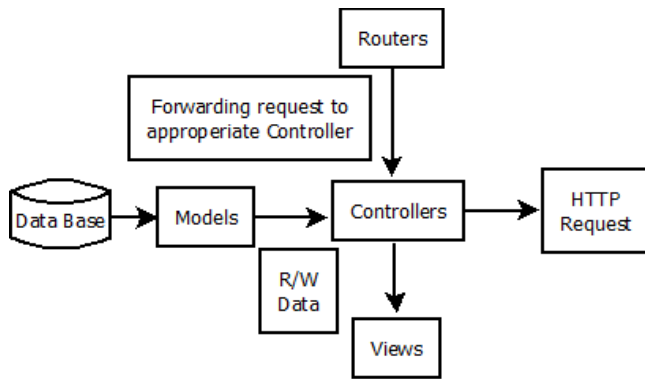 Routers
Forwarding request to
approperiate Controller
Data Base
Models
Controllers
HTTP
Request
R/W
Data
Views